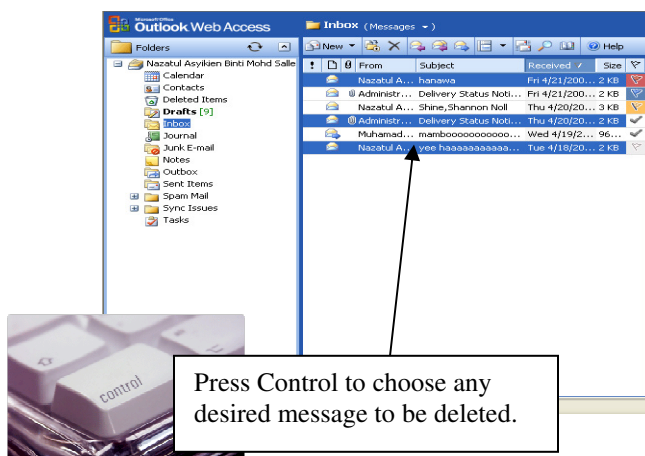 Microsoft Office
Outlook Web Access
Inbox (Messages)
Folders
New
Help
Nazatul Asyikien Binti Mohd Salle
Calendar
Contacts
Deleted Items
Drafts [9]
Inbox
Journal
Junk E-mail
Notes
Outbox
Sent Items
Spam Mail
Sync Issues
Tasks
! From Subject Received / Size
Nazatul A... hanawa Fri 4/21/200... 2 KB
Administr... Delivery Status Noti... Fri 4/21/200... 2 KB
Nazatul A... Shine,Shannon Noll Thu 4/20/20... 3 KB
Administr... Delivery Status Noti... Thu 4/20/20... 2 KB
Muhamad... mamboooooooooo... Wed 4/19/2... 96...
Nazatul A... yee haaaaaaaaaaa... Tue 4/18/20... 2 KB
control
Press Control to choose any
desired message to be deleted.